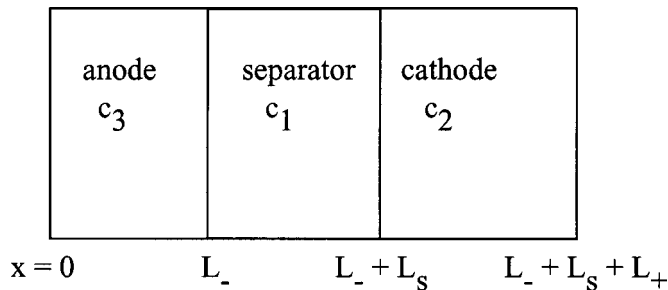 anode separator cathode
c3 c1 c2
x = 0 L- L- + Ls L- + Ls + L+